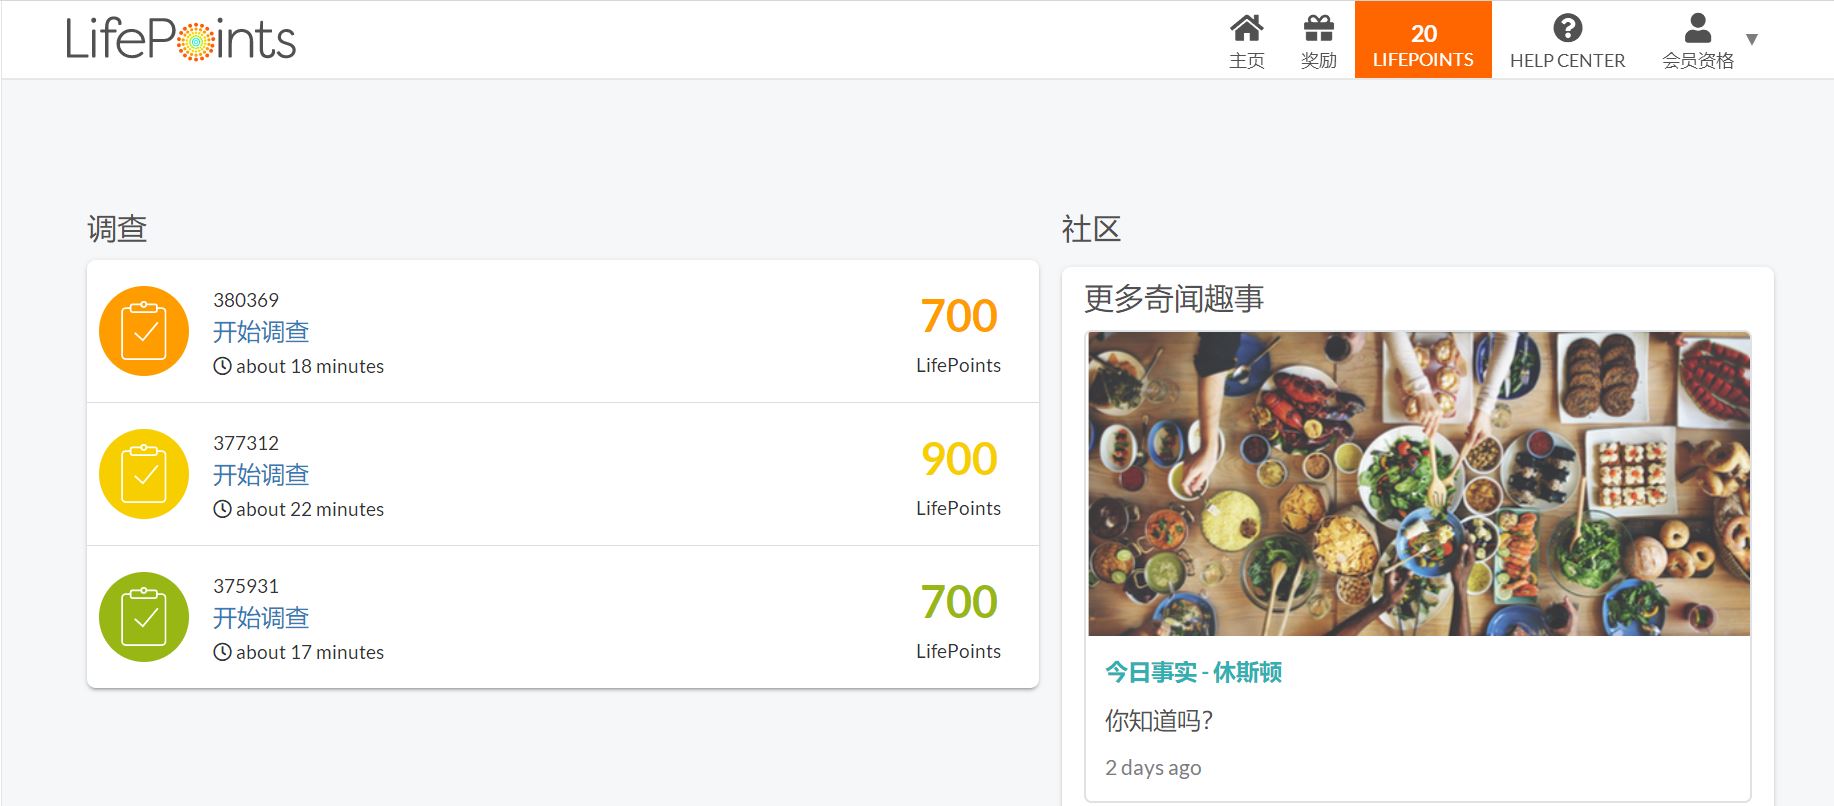 LifePoints
主页
奖励
20
LIFEPOINTS
HELP CENTER
会员资格
调查
380369
开始调查
about 18 minutes
700
LifePoints
377312
开始调查
about 22 minutes
900
LifePoints
375931
开始调查
about 17 minutes
700
LifePoints
社区
更多奇闻趣事
今日事实 - 休斯顿
你知道吗？
2 days ago